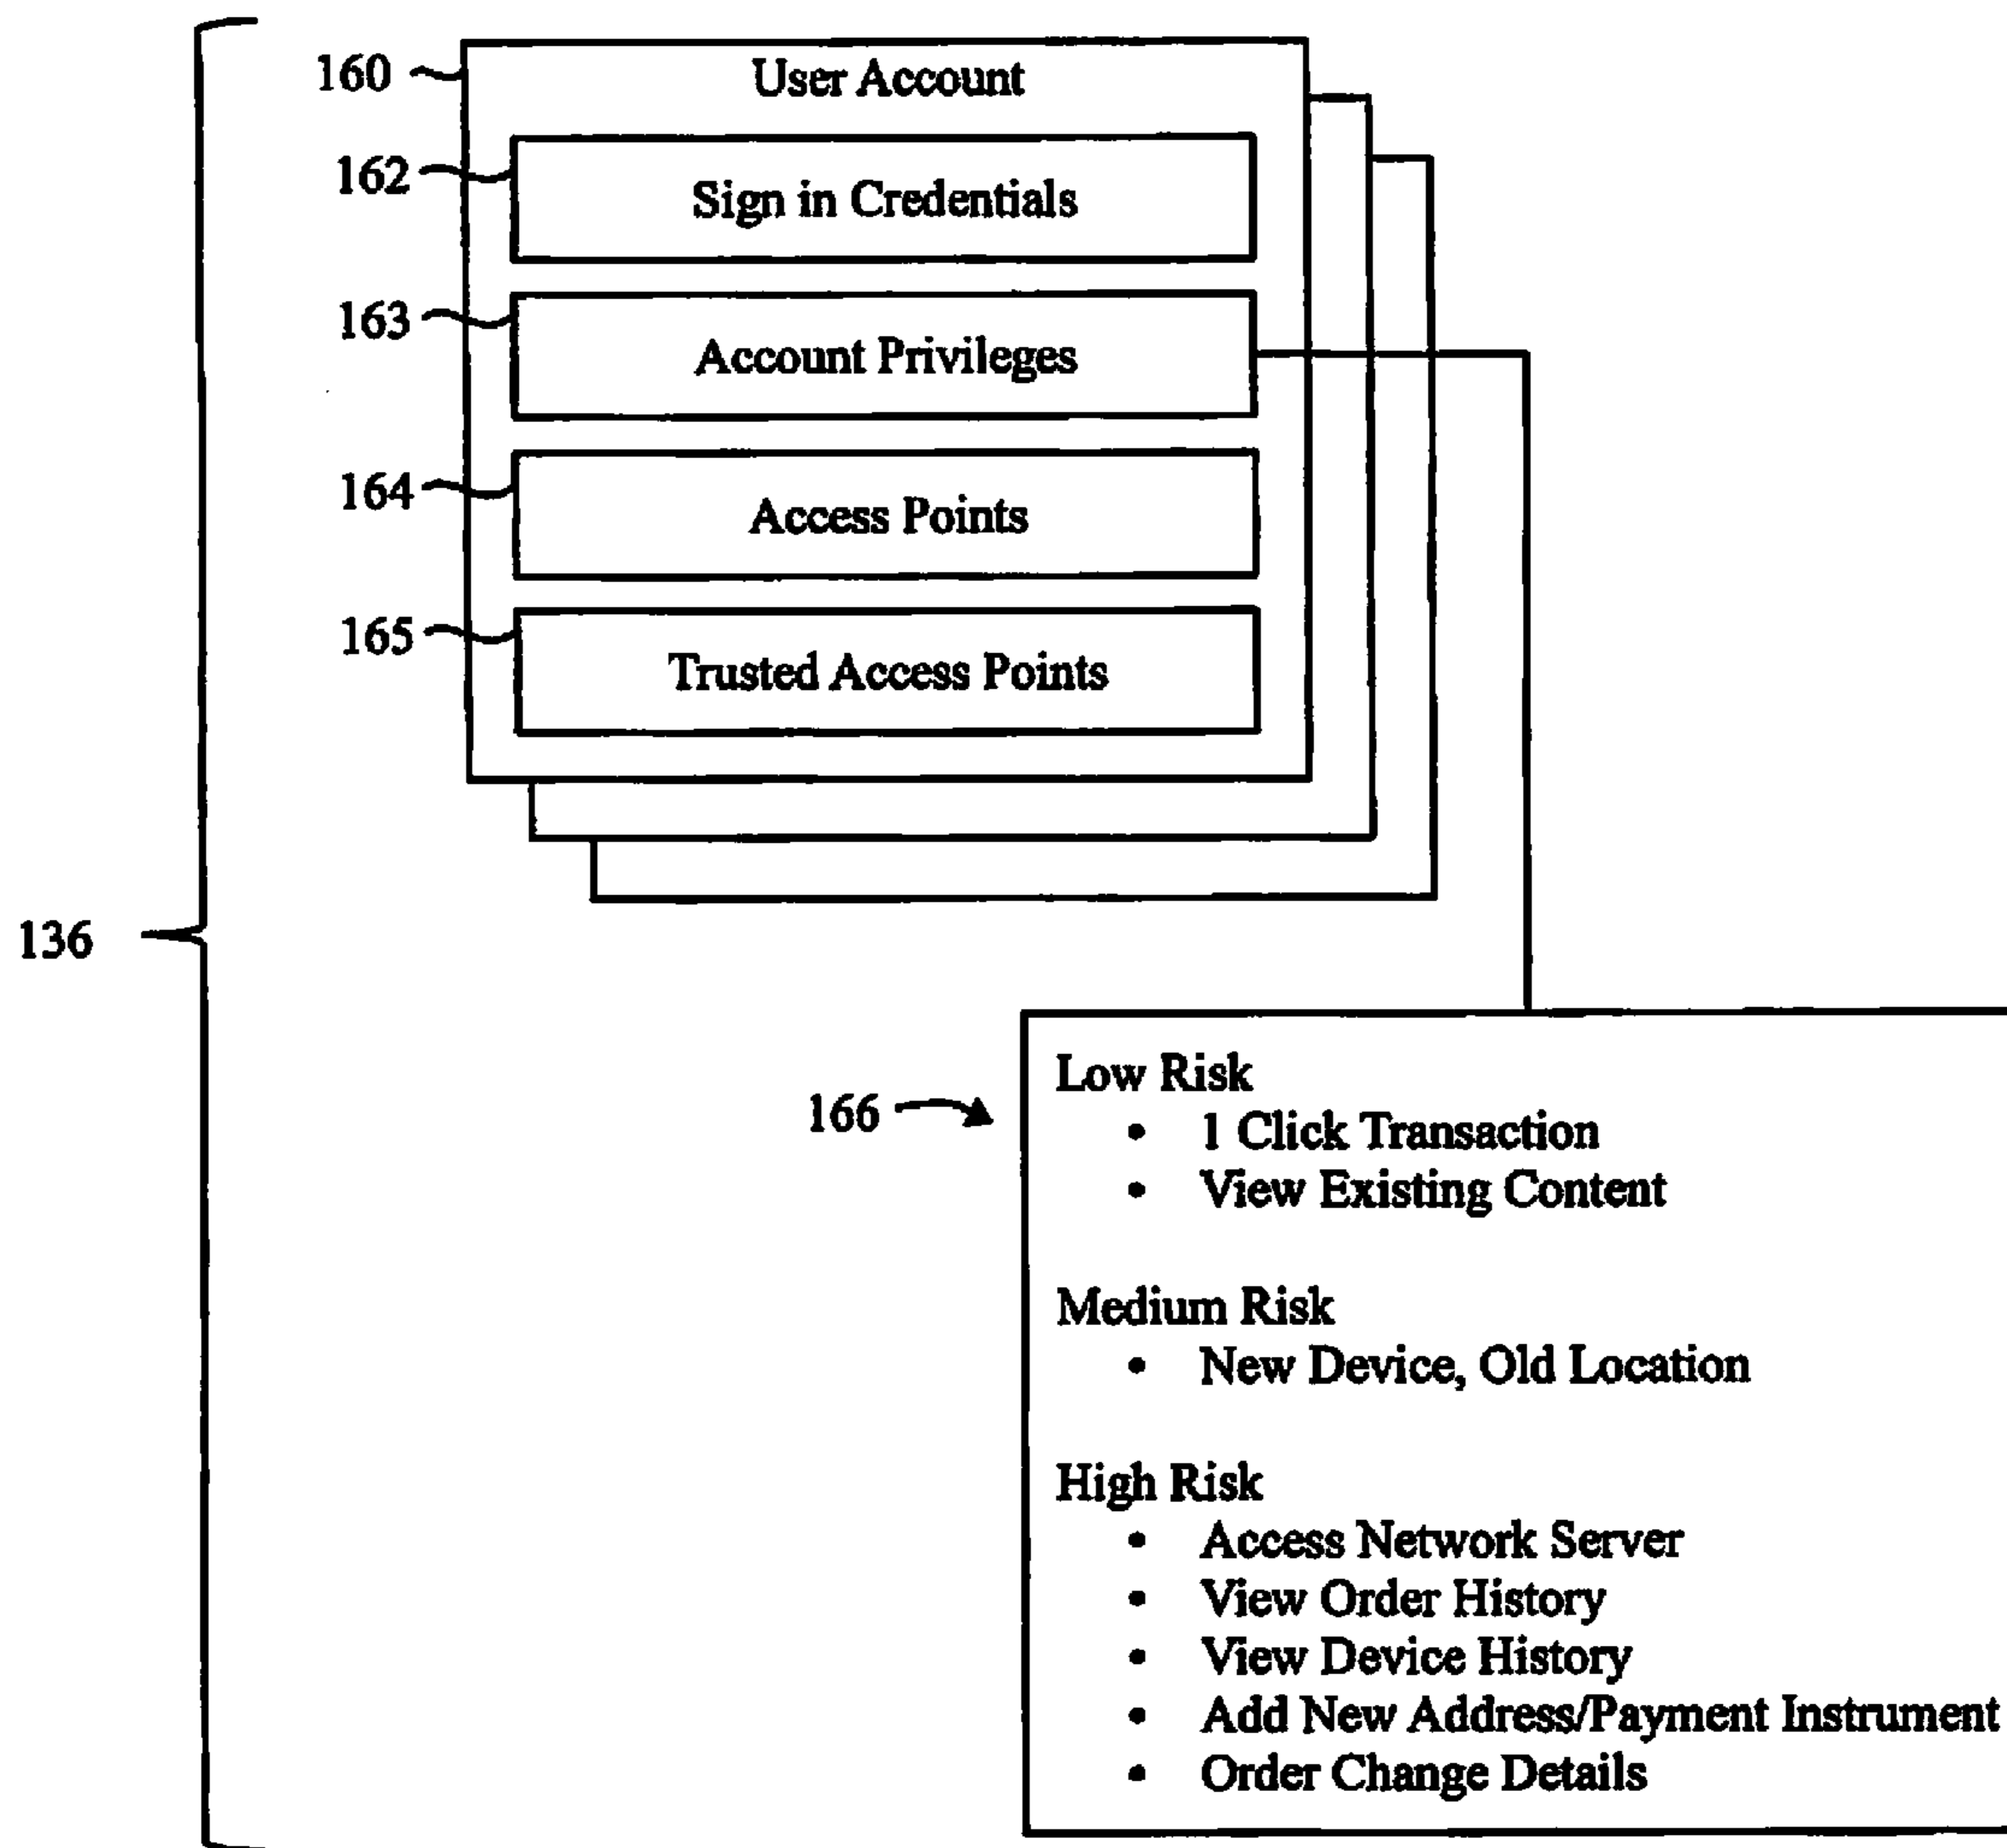 160
User Account
162
Sign in Credentials
163
Account Privileges
164
Access Points
165
Trusted Access Points
136
166
Low Risk
• 1 Click Transaction
• View Existing Content
Medium Risk
• New Device, Old Location
High Risk
• Access Network Server
• View Order History
• View Device History
• Add New Address/Payment Instrument
• Order Change Details